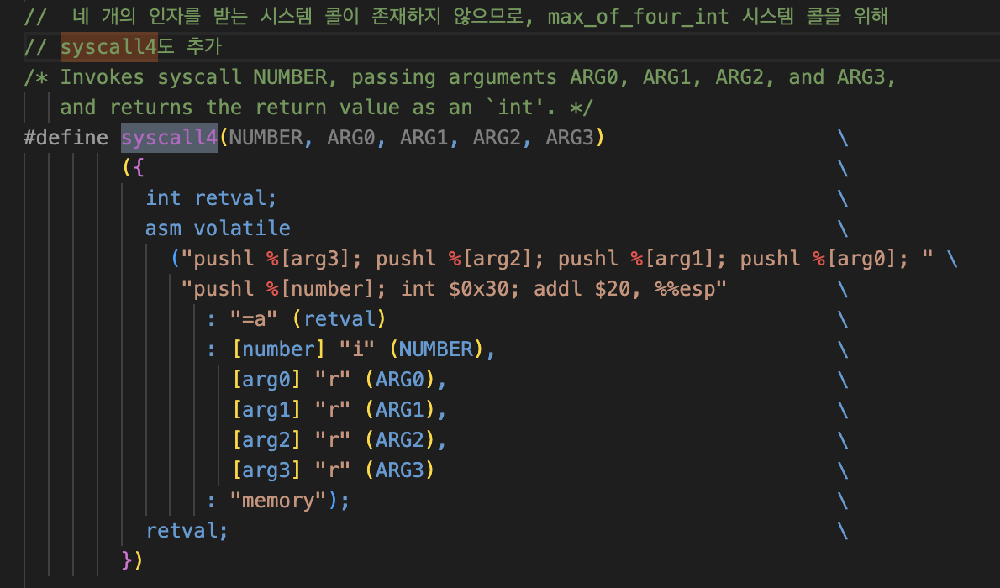 //  네 개의 인자를 받는 시스템 콜이 존재하지 않으므로, max_of_four_int 시스템 콜을 위해
// syscall4도 추가
/* Invokes syscall NUMBER, passing arguments ARG0, ARG1, ARG2, and ARG3,
   and returns the return value as an `int'. */
#define syscall4(NUMBER, ARG0, ARG1, ARG2, ARG3)                   \
        ({                                                         \
          int retval;                                              \
          asm volatile                                             \
            ("pushl %[arg3]; pushl %[arg2]; pushl %[arg1]; pushl %[arg0]; " \
             "pushl %[number]; int $0x30; addl $20, %%esp"         \
               : "=a" (retval)                                     \
               : [number] "i" (NUMBER),                            \
                 [arg0] "r" (ARG0),                                \
                 [arg1] "r" (ARG1),                                \
                 [arg2] "r" (ARG2),                                \
                 [arg3] "r" (ARG3)                                 \
               : "memory");                                        \
          retval;                                                  \
        })